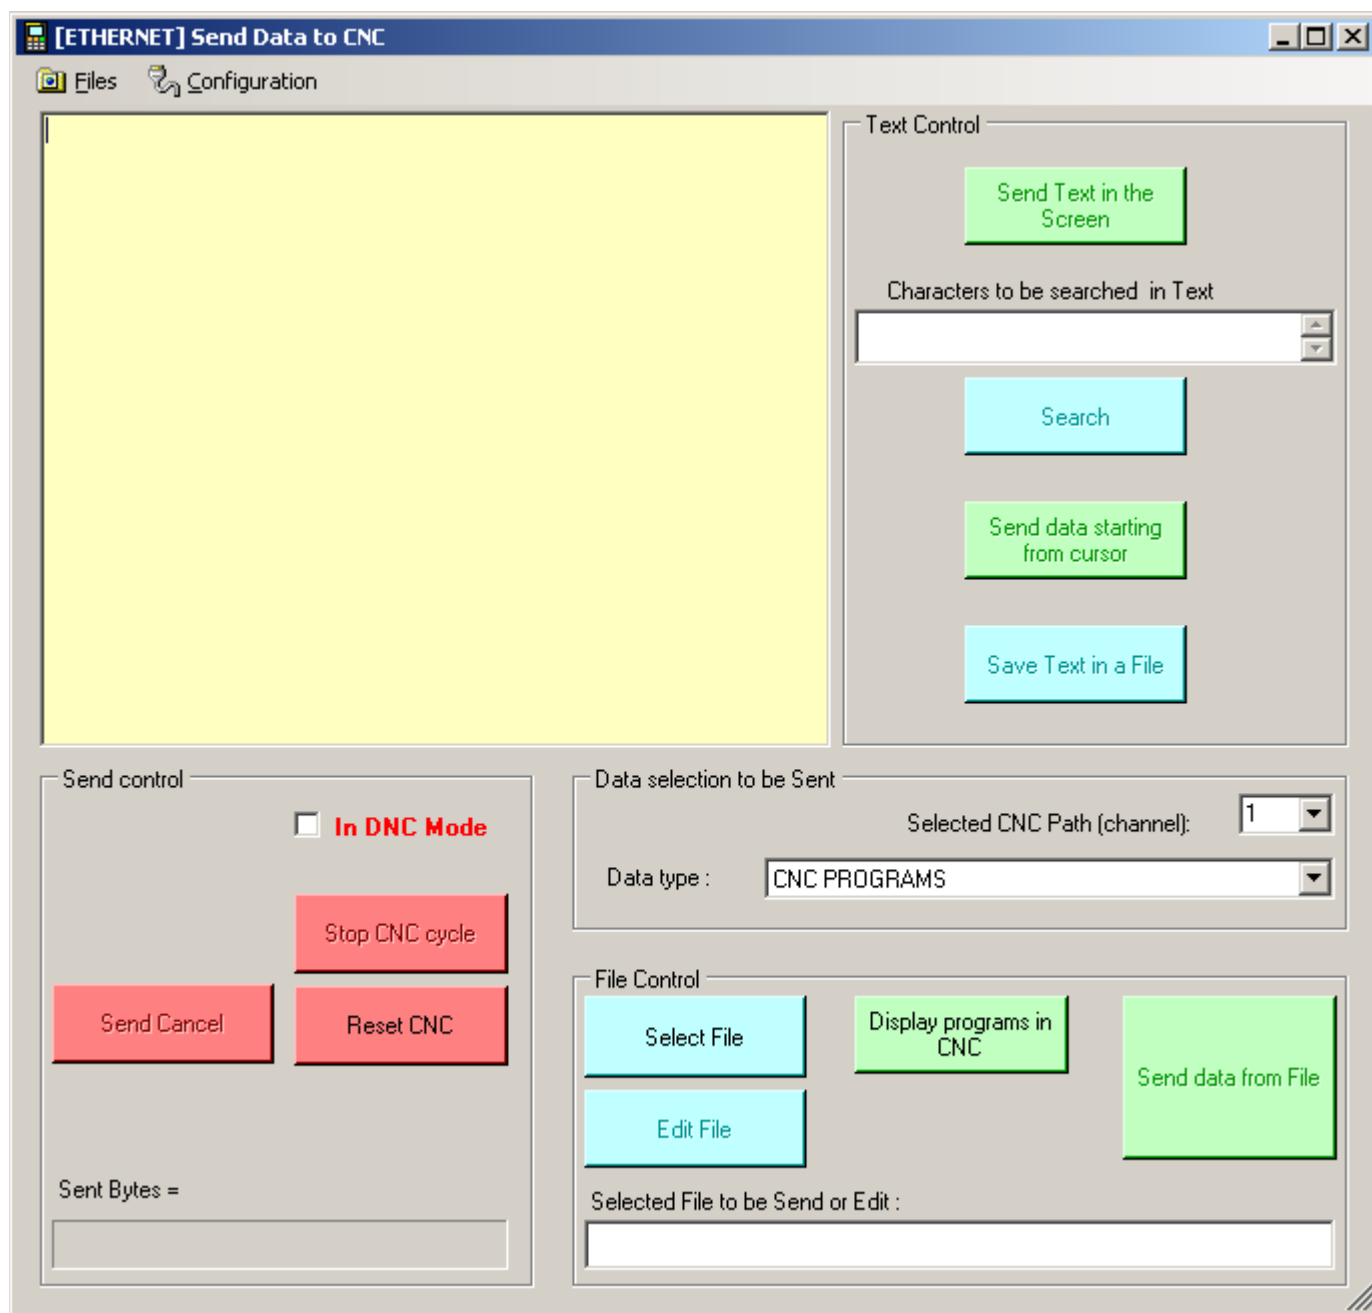 [ETHERNET] Send Data to CNC
Files Configuration
Text Control
Send Text in the
Screen
Characters to be searched in Text
Search
Send data starting
from cursor
Save Text in a File
Send control
In DNC Mode
Stop CNC cycle
Send Cancel
Reset CNC
Sent Bytes =
Data selection to be Sent
Selected CNC Path (channel): 1
Data type : CNC PROGRAMS
File Control
Select File
Display programs in
CNC
Send data from File
Edit File
Selected File to be Send or Edit :